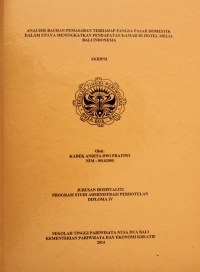 ANALISIS BAURAN PEMASARAN TERHADAP PANGSA PASAR DOMESTIK
DALAM UPAYA MENINGKATKAN PENDAPATAN KAMAR DI HOTEL MELIA
BALI INDONESIA
SKRIPSI
Oleh:
KADEK ANDITA DWI PRATIWI
NIM :
JURUSAN HOSPITALITI
PROGRAM STUDI ADMINISTRASI PERHOTELAN
DIPLOMA IV
SEKOLAH TINGGI PARIWISATA NUSA DUA BALI
KEMENTERIAN PARIWISATA DAN EKONOMI KREATIF
2014